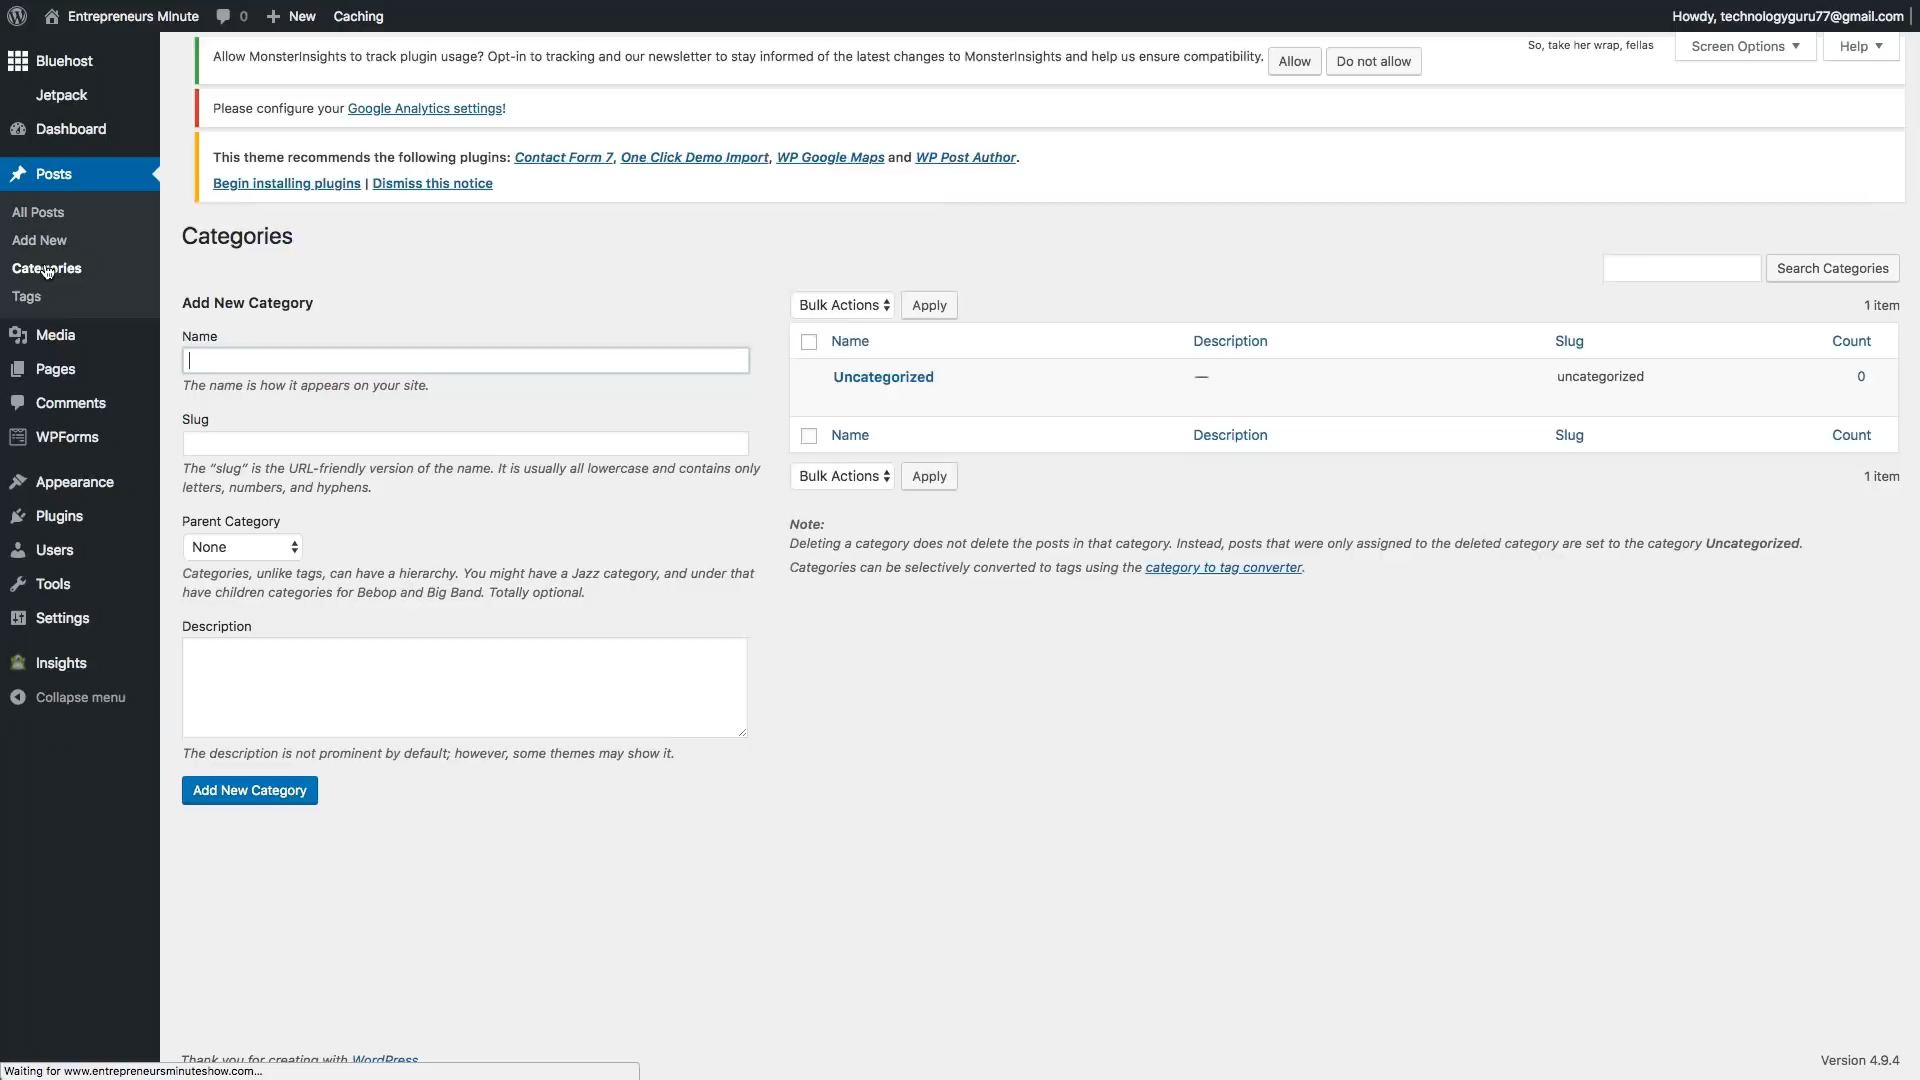 Entrepreneurs MInute 0 New Caching Howdy, technologyguru77@gmail.com
Bluehost
Jetpack
Dashboard
Posts
All Posts
Add New
Categories
Tags
Media
Pages
Comments
WPForms
Appearance
Plugins
Users
Tools
Settings
Insights
Collapse menu
Allow MonsterInsights to track plugin usage? Opt-in to tracking and our newsletter to stay informed of the latest changes to MonsterInsights and help us ensure compatibility. Allow Do not allow
So, take her wrap, fellas Screen Options Help
Please configure your Google Analytics settings!
This theme recommends the following plugins: Contact Form 7, One Click Demo Import, WP Google Maps and WP Post Author.
Begin installing plugins | Dismiss this notice
Categories
Search Categories
Add New Category
Name
The name is how it appears on your site.
Slug
The “slug” is the URL-friendly version of the name. It is usually all lowercase and contains only
letters, numbers, and hyphens.
Parent Category
None
Categories, unlike tags, can have a hierarchy. You might have a Jazz category, and under that
have children categories for Bebop and Big Band. Totally optional.
Description
The description is not prominent by default; however, some themes may show it.
Add New Category
Bulk Actions Apply 1 item
Name Description Slug Count
Uncategorized — uncategorized 0
Name Description Slug Count
Bulk Actions Apply 1 item
Note:
Deleting a category does not delete the posts in that category. Instead, posts that were only assigned to the deleted category are set to the category Uncategorized.
Categories can be selectively converted to tags using the category to tag converter.
Thank you for creating with WordPress Version 4.9.4
Waiting for www.entrepreneursminuteshow.com...